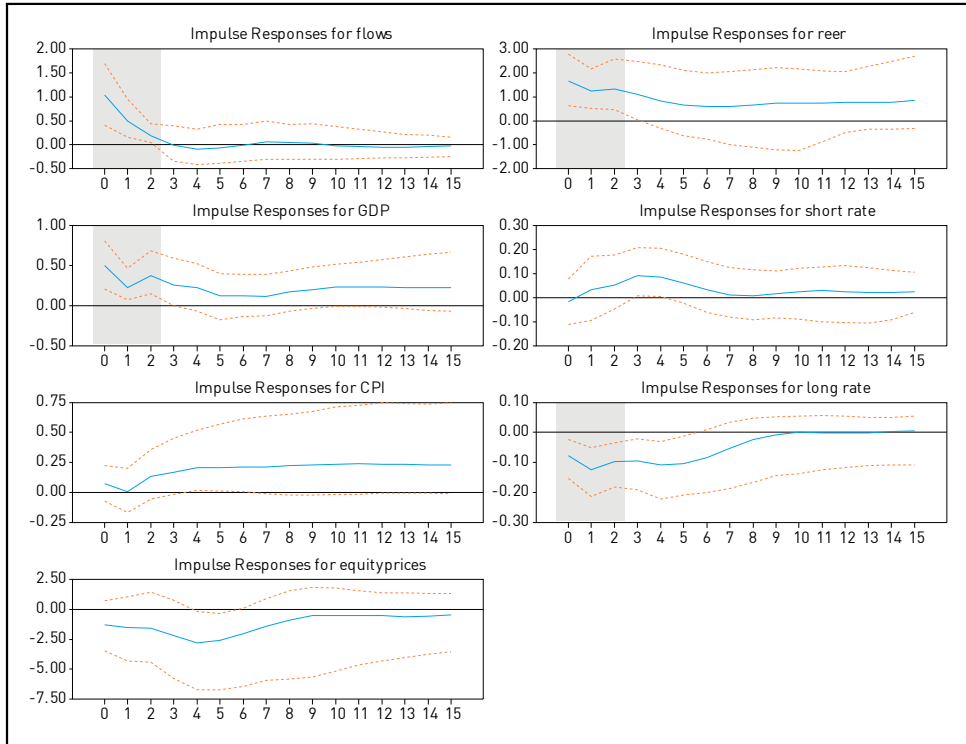 Impulse Responses for flows
2.00
1.50
1.00
0.50
0.00
-0.50
0 1 2 3 4 5 6 7 8 9 10 11 12 13 14 15
Impulse Responses for reer
3.00
2.00
1.00
0.00
-1.00
-2.00
0 1 2 3 4 5 6 7 8 9 10 11 12 13 14 15
Impulse Responses for GDP
1.00
0.50
0.00
-0.50
0 1 2 3 4 5 6 7 8 9 10 11 12 13 14 15
Impulse Responses for short rate
0.30
0.20
0.10
0.00
-0.10
-0.20
0 1 2 3 4 5 6 7 8 9 10 11 12 13 14 15
Impulse Responses for CPI
0.75
0.50
0.25
0.00
-0.25
0 1 2 3 4 5 6 7 8 9 10 11 12 13 14 15
Impulse Responses for long rate
0.10
0.00
-0.10
-0.20
-0.30
0 1 2 3 4 5 6 7 8 9 10 11 12 13 14 15
Impulse Responses for equityprices
2.50
0.00
-2.50
-5.00
-7.50
0 1 2 3 4 5 6 7 8 9 10 11 12 13 14 15